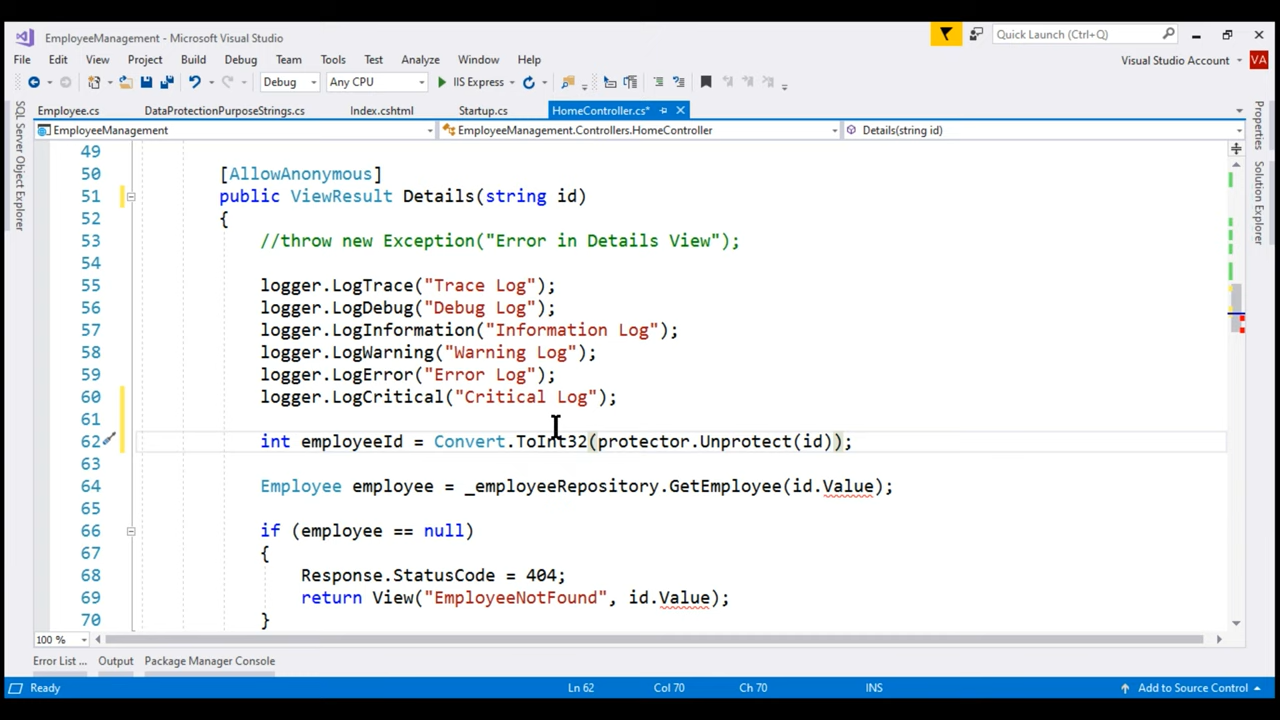 EmployeeManagement - Microsoft Visual Studio
Quick Launch (Ctrl+Q)
File Edit View Project Build Debug Team Tools Test Analyze Window Help
Visual Studio Account VA
Debug Any CPU IIS Express
Employee.cs DataProtectionPurposeStrings.cs Index.cshtml Startup.cs HomeController.cs*
EmployeeManagement EmployeeManagement.Controllers.HomeController Details(string id)
SQL Server Object Explorer
Properties
Solution Explorer
49
50 [AllowAnonymous]
51 public ViewResult Details(string id)
52 {
53 //throw new Exception("Error in Details View");
54
55 logger.LogTrace("Trace Log");
56 logger.LogDebug("Debug Log");
57 logger.LogInformation("Information Log");
58 logger.LogWarning("Warning Log");
59 logger.LogError("Error Log");
60 logger.LogCritical("Critical Log");
61
62 int employeeId = Convert.ToInt32(protector.Unprotect(id));
63
64 Employee employee = _employeeRepository.GetEmployee(id.Value);
65
66 if (employee == null)
67 {
68 Response.StatusCode = 404;
69 return View("EmployeeNotFound", id.Value);
70 }
100 %
Error List ... Output Package Manager Console
Ready Ln 62 Col 70 Ch 70 INS Add to Source Control